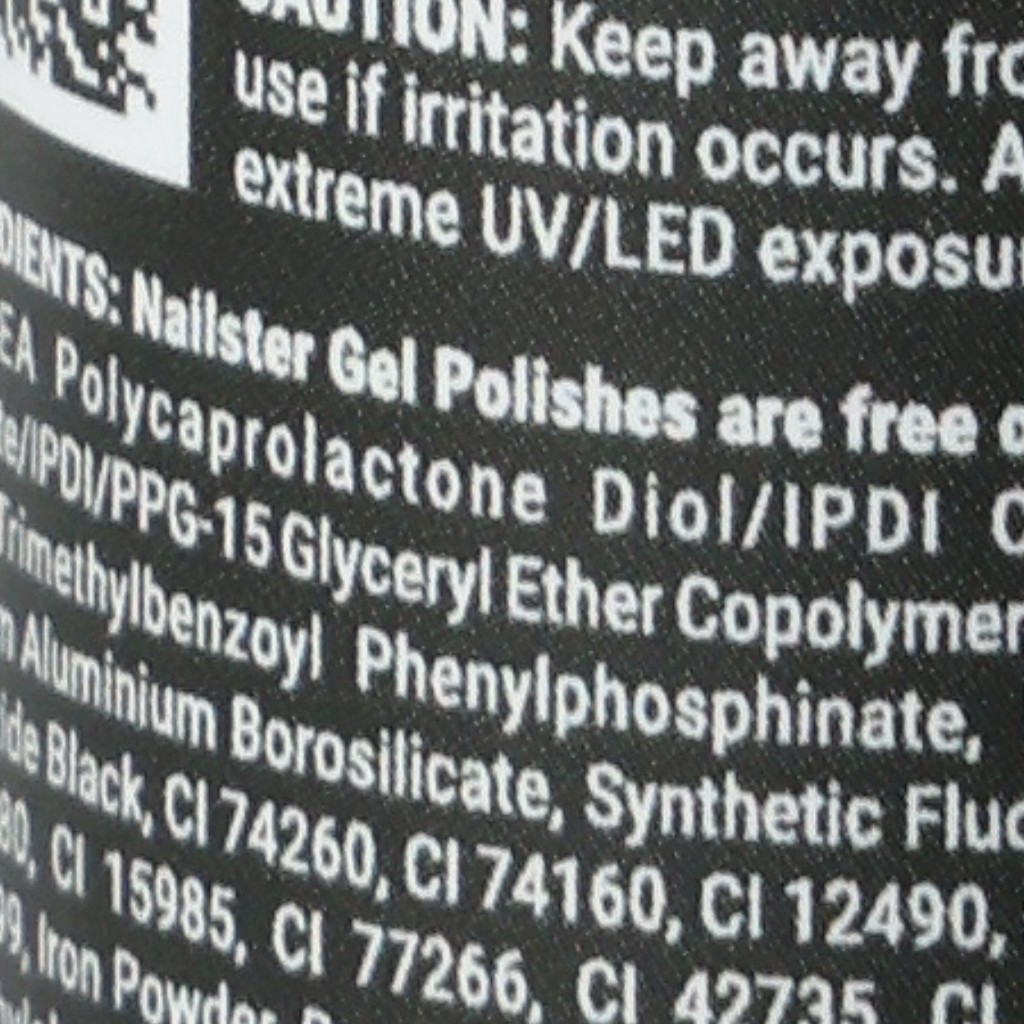 CAUTION: Keep away fro
use if irritation occurs. A
extreme UV/LED exposur
DIENTS: Nailster Gel Polishes are free o
EA Polycaprolactone Diol/IPDI C
te/IPDI/PPG-15 Glyceryl Ether Copolymer
Trimethylbenzoyl Phenylphosphinate,
m Aluminium Borosilicate, Synthetic Fluo
ide Black, CI 74260, CI 74160, CI 12490,
80, CI 15985, CI 77266, CI 42735, CI
99, Iron Powder,